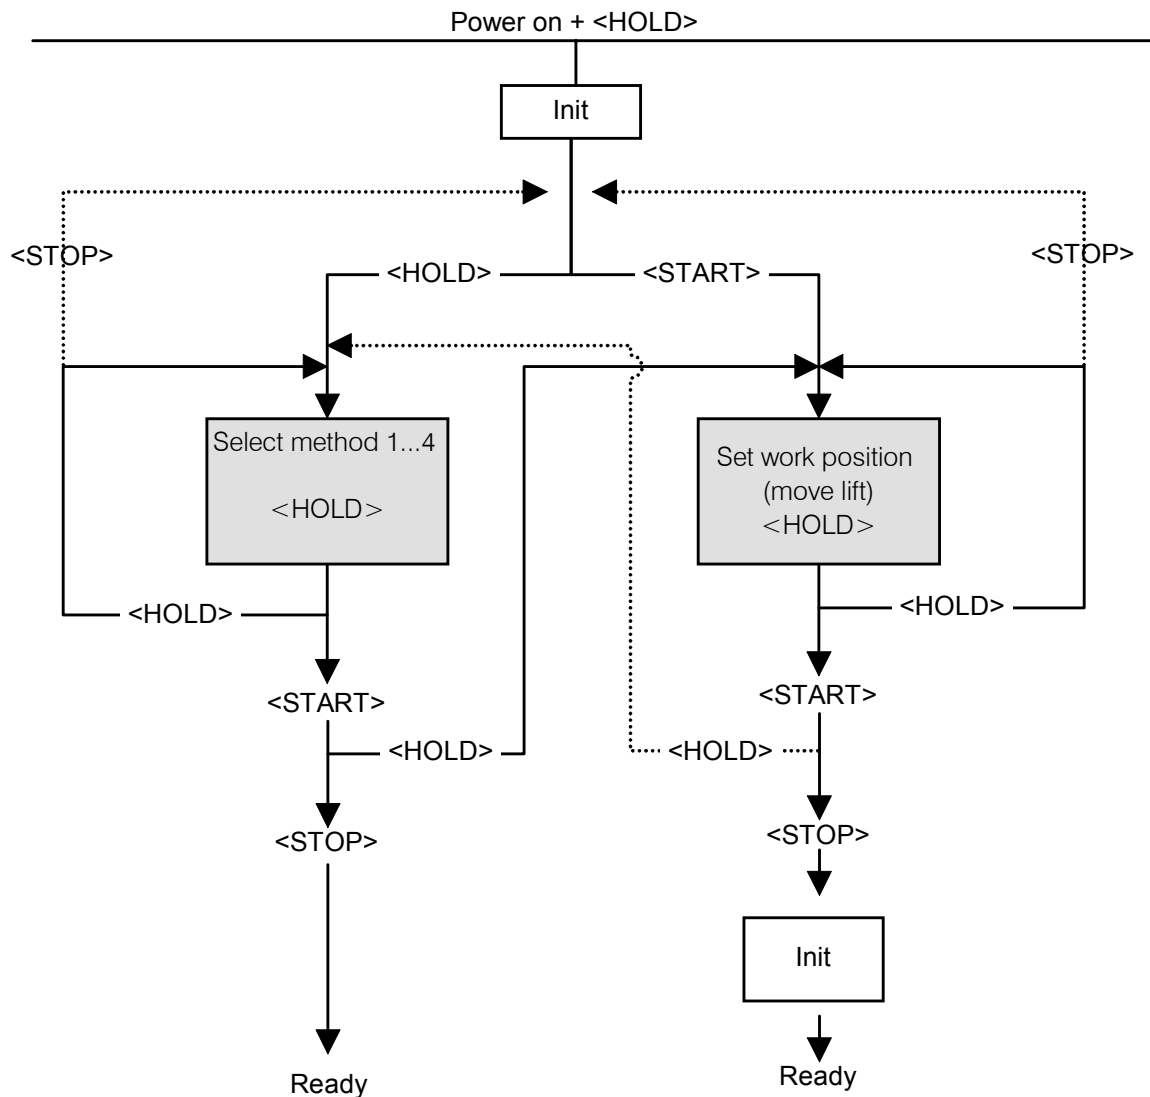 Power on + <HOLD>
Init
<STOP>
<STOP>
<HOLD>
<START>
Select method 1...4
<HOLD>
Set work position
(move lift)
<HOLD>
<HOLD>
<HOLD>
<START>
<START>
<HOLD>
<HOLD>
<STOP>
<STOP>
Init
Ready
Ready